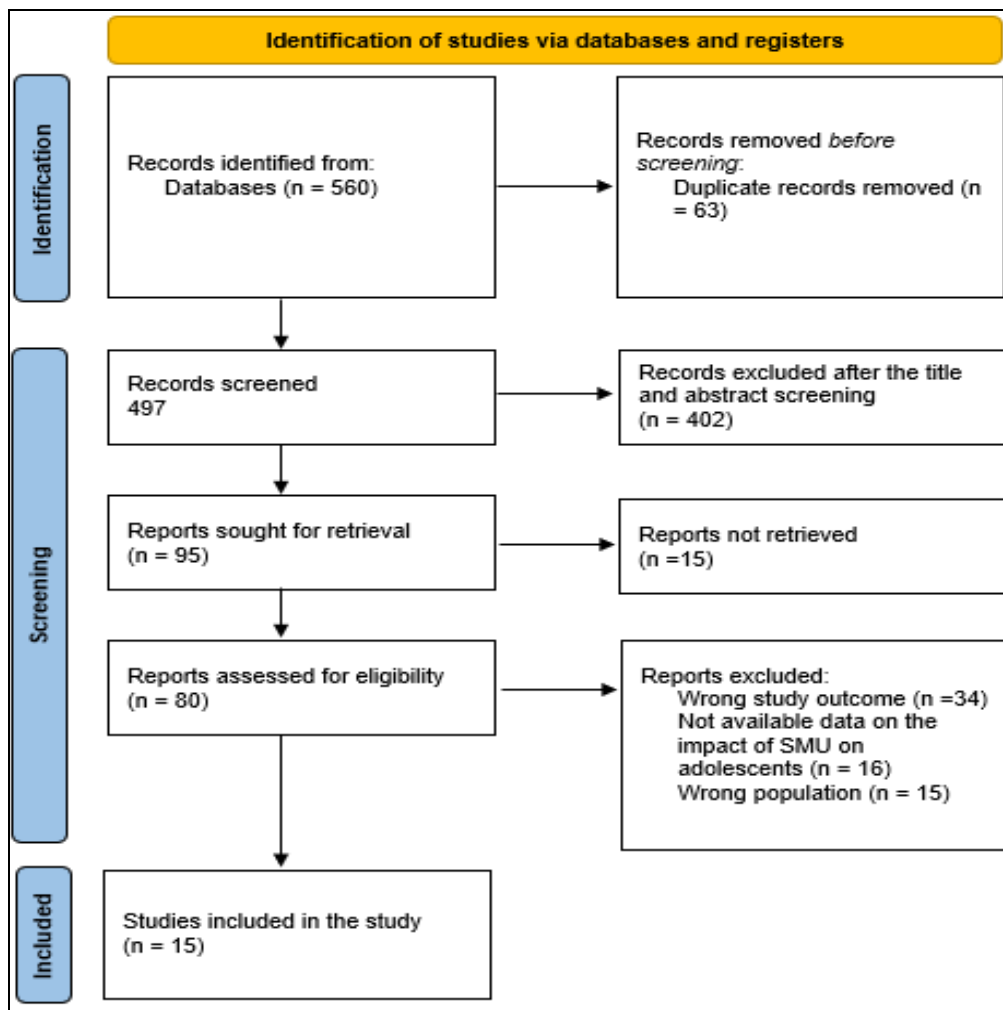 Identification of studies via databases and registers
Identification
Records identified from:
Databases (n = 560)
Records removed before
screening:
Duplicate records removed (n
= 63)
Screening
Records screened
497
Records excluded after the title
and abstract screening
(n = 402)
Reports sought for retrieval
(n = 95)
Reports not retrieved
(n =15)
Reports assessed for eligibility
(n = 80)
Reports excluded:
Wrong study outcome (n =34)
Not available data on the
impact of SMU on
adolescents (n = 16)
Wrong population (n = 15)
Included
Studies included in the study
(n = 15)